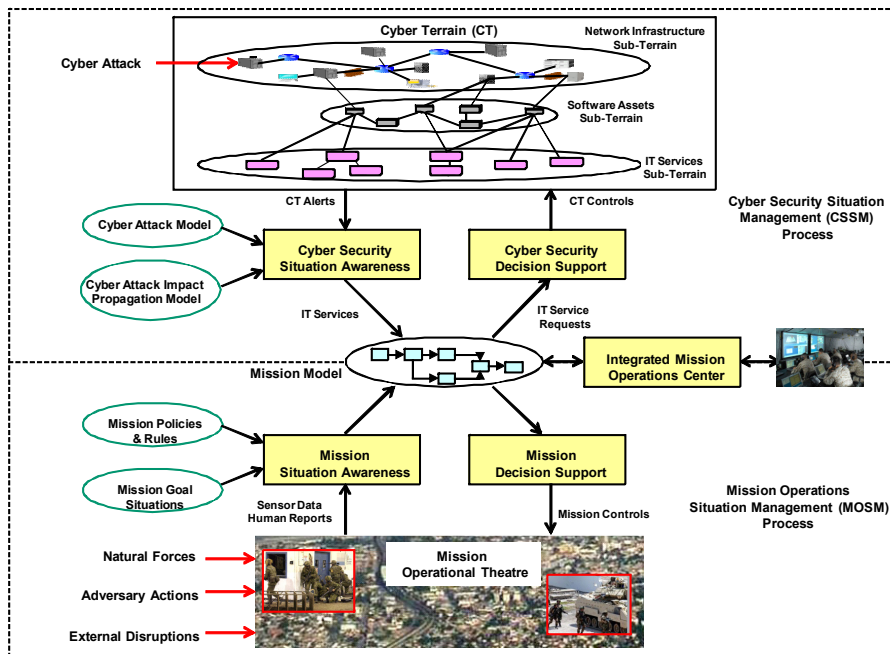 Cyber Terrain (CT)
Network Infrastructure
Sub-Terrain
Cyber Attack
Software Assets
Sub-Terrain
IT Services
Sub-Terrain
CT Alerts
CT Controls
Cyber Security Situation
Management (CSSM)
Process
Cyber Attack Model
Cyber Security
Situation Awareness
Cyber Security
Decision Support
Cyber Attack Impact
Propagation Model
IT Services
IT Service
Requests
Mission Model
Integrated Mission
Operations Center
Mission Policies
& Rules
Mission
Situation Awareness
Mission
Decision Support
Mission Goal
Situations
Sensor Data
Human Reports
Mission Controls
Mission Operations
Situation Management (MOSM)
Process
Natural Forces
Mission
Operational Theatre
Adversary Actions
External Disruptions